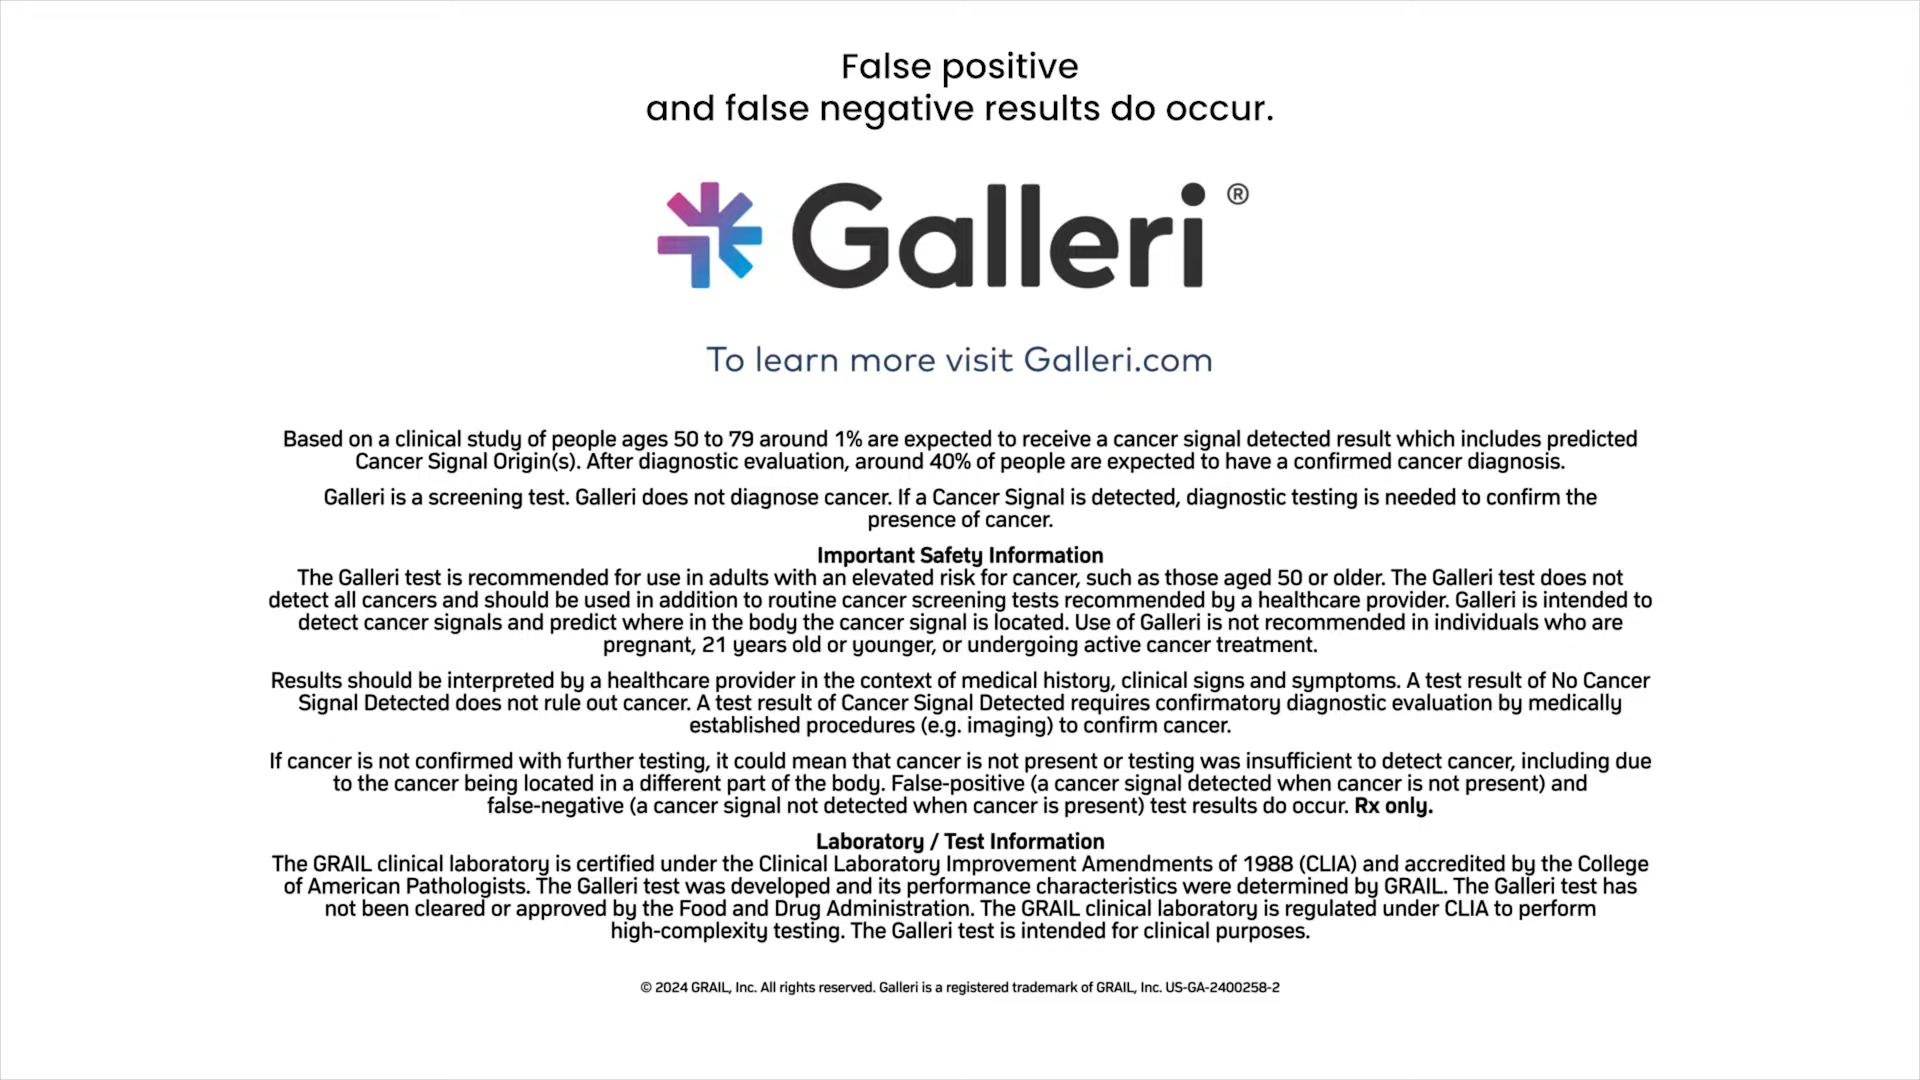 False positive
and false negative results do occur.
Galleri®
To learn more visit Galleri.com
Based on a clinical study of people ages 50 to 79 around 1% are expected to receive a cancer signal detected result which includes predicted
Cancer Signal Origin(s). After diagnostic evaluation, around 40% of people are expected to have a confirmed cancer diagnosis.
Galleri is a screening test. Galleri does not diagnose cancer. If a Cancer Signal is detected, diagnostic testing is needed to confirm the
presence of cancer.
Important Safety Information
The Galleri test is recommended for use in adults with an elevated risk for cancer, such as those aged 50 or older. The Galleri test does not
detect all cancers and should be used in addition to routine cancer screening tests recommended by a healthcare provider. Galleri is intended to
detect cancer signals and predict where in the body the cancer signal is located. Use of Galleri is not recommended in individuals who are
pregnant, 21 years old or younger, or undergoing active cancer treatment.
Results should be interpreted by a healthcare provider in the context of medical history, clinical signs and symptoms. A test result of No Cancer
Signal Detected does not rule out cancer. A test result of Cancer Signal Detected requires confirmatory diagnostic evaluation by medically
established procedures (e.g. imaging) to confirm cancer.
If cancer is not confirmed with further testing, it could mean that cancer is not present or testing was insufficient to detect cancer, including due
to the cancer being located in a different part of the body. False-positive (a cancer signal detected when cancer is not present) and
false-negative (a cancer signal not detected when cancer is present) test results do occur. Rx only.
Laboratory / Test Information
The GRAIL clinical laboratory is certified under the Clinical Laboratory Improvement Amendments of 1988 (CLIA) and accredited by the College
of American Pathologists. The Galleri test was developed and its performance characteristics were determined by GRAIL. The Galleri test has
not been cleared or approved by the Food and Drug Administration. The GRAIL clinical laboratory is regulated under CLIA to perform
high-complexity testing. The Galleri test is intended for clinical purposes.
© 2024 GRAIL, Inc. All rights reserved. Galleri is a registered trademark of GRAIL, Inc. US-GA-2400258-2